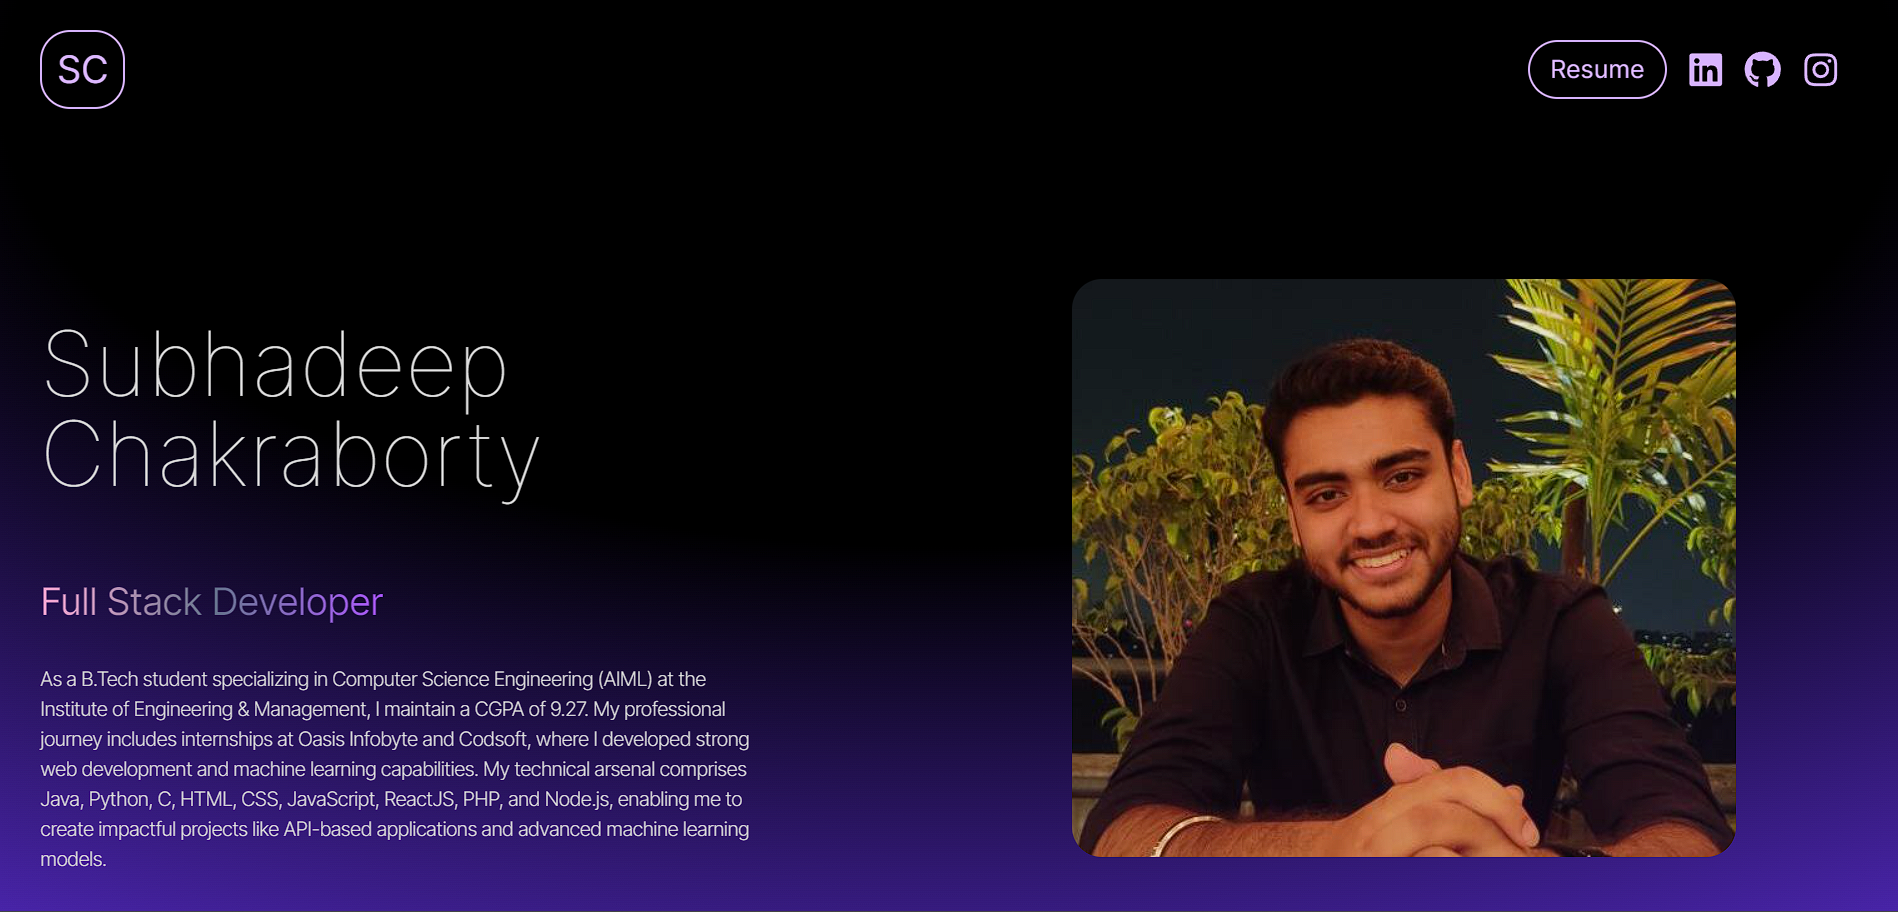 SC
Resume
Subhadeep
Chakraborty
Full Stack Developer
As a B.Tech student specializing in Computer Science Engineering (AIML) at the
Institute of Engineering & Management, I maintain a CGPA of 9.27. My professional
journey includes internships at Oasis Infobyte and Codsoft, where I developed strong
web development and machine learning capabilities. My technical arsenal comprises
Java, Python, C, HTML, CSS, JavaScript, ReactJS, PHP, and Node.js, enabling me to
create impactful projects like API-based applications and advanced machine learning
models.